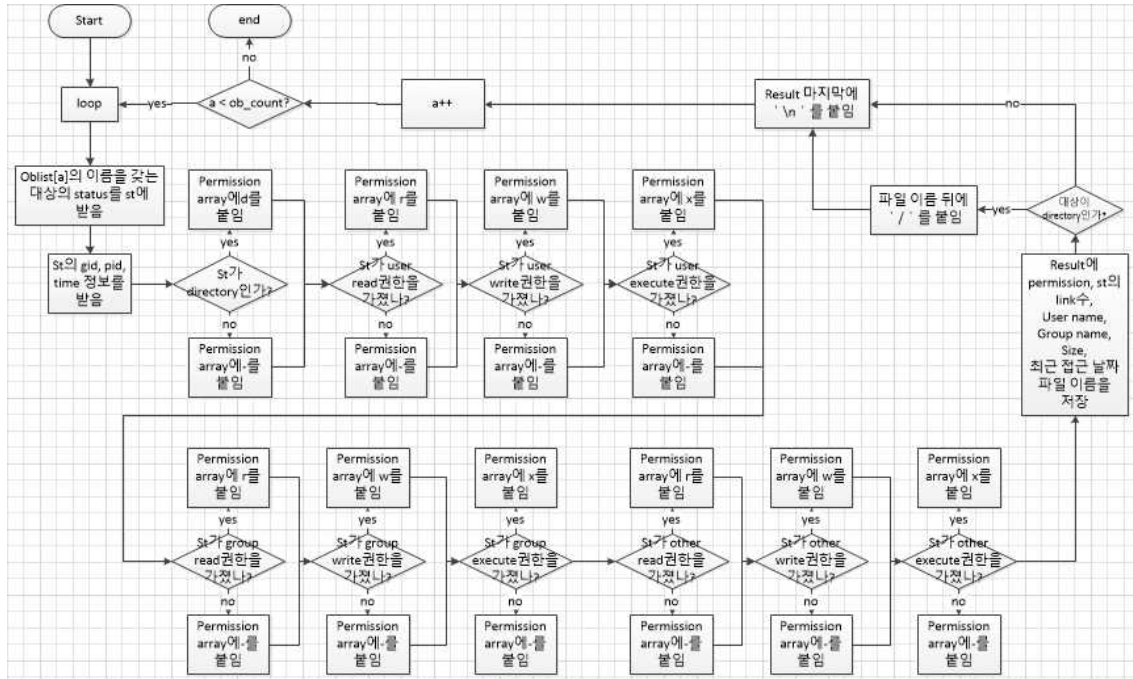 Start
end
no
loop
yes
a < ob_count?
a++
Result 마지막에
' \n ' 를 붙임
no
Oblist[a]의 이름을 갖는
대상의 status를 st에
받음
Permission
array에d를
붙임
Permission
array에 r를
붙임
Permission
array에 w를
붙임
Permission
array에 x를
붙임
파일 이름 뒤에
' / ' 를 붙임
yes
대상이
directory인가?
St의 gid, pid,
time 정보를
받음
yes
yes
yes
yes
St가
directory인가?
St가 user
read권한을
가졌나?
St가 user
write권한을
가졌나?
St가 user
execute권한을
가졌나?
no
no
no
no
Permission
array에-를
붙임
Permission
array에-를
붙임
Permission
array에-를
붙임
Permission
array에-를
붙임
Result에
permission, st의
link수,
User name,
Group name,
Size,
최근 접근 날짜
파일 이름을
저장
Permission
array에 r를
붙임
Permission
array에 w를
붙임
Permission
array에 x를
붙임
Permission
array에 r를
붙임
Permission
array에 w를
붙임
Permission
array에 x를
붙임
yes
yes
yes
yes
yes
yes
St가 group
read권한을
가졌나?
St가 group
write권한을
가졌나?
St가 group
execute권한을
가졌나?
St가 other
read권한을
가졌나?
St가 other
write권한을
가졌나?
St가 other
execute권한을
가졌나?
no
no
no
no
no
no
Permission
array에-를
붙임
Permission
array에-를
붙임
Permission
array에-를
붙임
Permission
array에-를
붙임
Permission
array에-를
붙임
Permission
array에-를
붙임